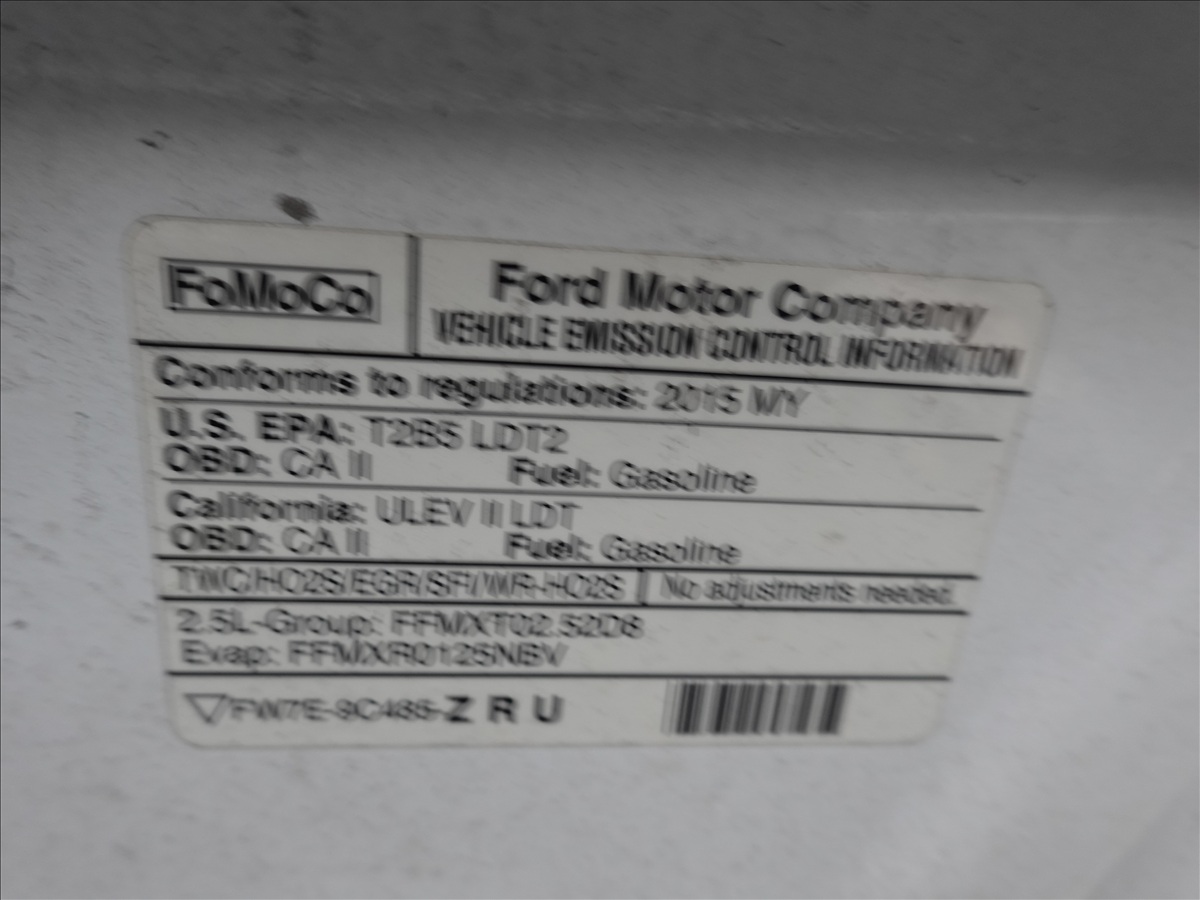 FoMoCo
Ford Motor Company
VEHICLE EMISSION CONTROL INFORMATION
Conforms to regulations: 2015 MY
U.S. EPA: T2B5 LDT2
OBD: CA II Fuel: Gasoline
California: ULEV II LDT
OBD: CA II Fuel: Gasoline
TWC/HO2S/EGR/SFI/WR-HO2S No adjustments needed.
2.5L-Group: FFMXT02.52D6
Evap: FFMXR0125NBV
FW7E-9C485-Z R U